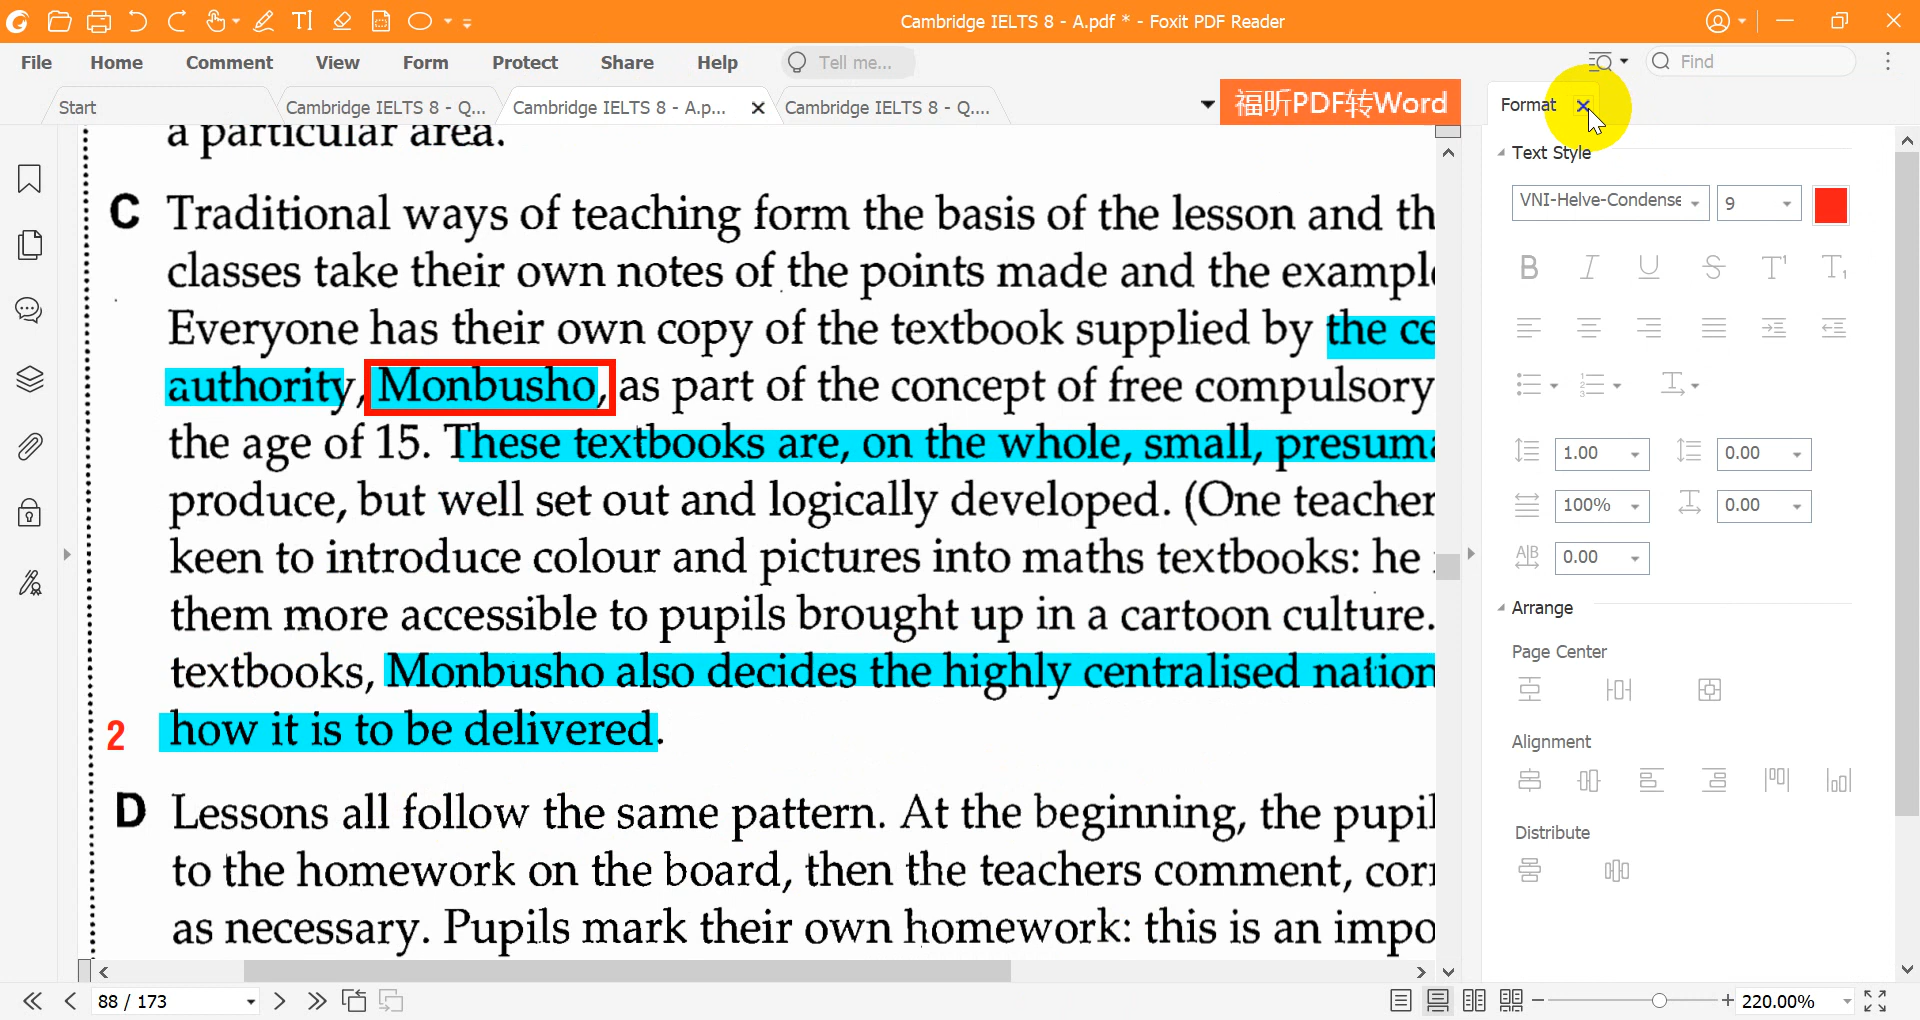 Cambridge IELTS 8 - A.pdf * - Foxit PDF Reader
File Home Comment View Form Protect Share Help Tell me... Find
Start Cambridge IELTS 8 - Q... Cambridge IELTS 8 - A.p... Cambridge IELTS 8 - Q.... 福昕PDF转Word Format
a particular area.
C Traditional ways of teaching form the basis of the lesson and th
classes take their own notes of the points made and the exampl
Everyone has their own copy of the textbook supplied by the ce
authority, Monbusho, as part of the concept of free compulsory
the age of 15. These textbooks are, on the whole, small, presuma
produce, but well set out and logically developed. (One teacher
keen to introduce colour and pictures into maths textbooks: he
them more accessible to pupils brought up in a cartoon culture.
textbooks, Monbusho also decides the highly centralised nation
2 how it is to be delivered.
D Lessons all follow the same pattern. At the beginning, the pupil
to the homework on the board, then the teachers comment, corr
as necessary. Pupils mark their own homework: this is an impo
Text Style
VNI-Helve-Condense 9
1.00 0.00
100% 0.00
0.00
Arrange
Page Center
Alignment
Distribute
88 / 173 220.00%